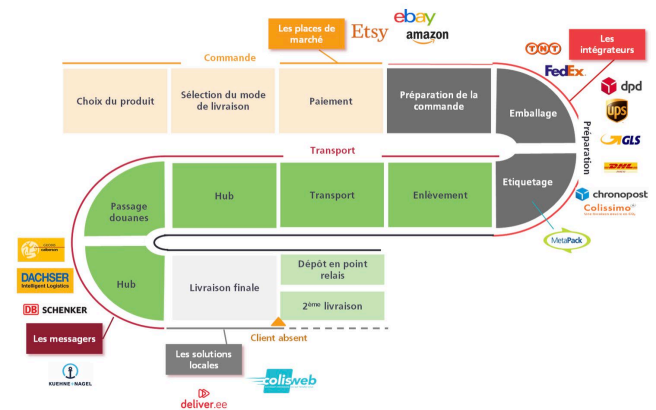 Les places de
marché
Etsy
ebay
amazon
Les
intégrateurs
TNT
FedEx
dpd
ups
GLS
DHL
chronopost
Colissimo
MetaPack
Commande
Choix du produit
Sélection du mode
de livraison
Paiement
Préparation de la
commande
Emballage
Préparation
Etiquetage
Transport
Passage
douanes
Hub
Transport
Enlèvement
Hub
Livraison finale
Dépôt en point
relais
2ème livraison
Client absent
DACHSER
Intelligent Logistics
DB SCHENKER
Les messagers
KUEHNE+NAGEL
Les solutions
locales
colisweb
deliver.ee